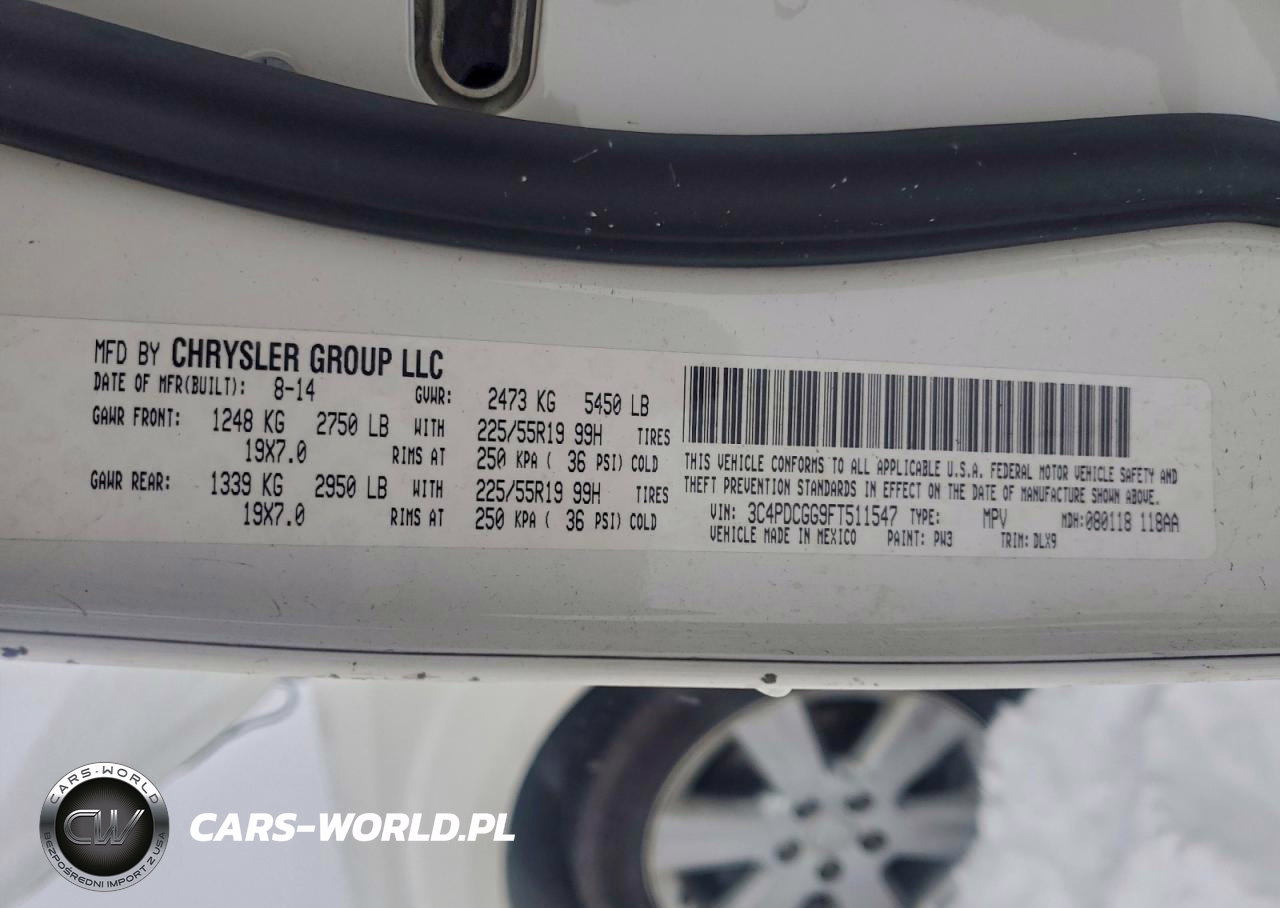 MFD BY CHRYSLER GROUP LLC
DATE OF MFR(BUILT): 8-14 GVWR: 2473 KG 5450 LB
GAWR FRONT: 1248 KG 2750 LB WITH 225/55R19 99H TIRES
19X7.0 RIMS AT 250 KPA ( 36 PSI) COLD
GAWR REAR: 1339 KG 2950 LB WITH 225/55R19 99H TIRES
19X7.0 RIMS AT 250 KPA ( 36 PSI) COLD
THIS VEHICLE CONFORMS TO ALL APPLICABLE U.S.A. FEDERAL MOTOR VEHICLE SAFETY AND
THEFT PREVENTION STANDARDS IN EFFECT ON THE DATE OF MANUFACTURE SHOWN ABOVE.
VIN: 3C4PDCGG9FT511547 TYPE: MPV MDH:080118 118AA
VEHICLE MADE IN MEXICO PAINT: PW3 TRIM: DLX9
CARS-WORLD
CW
BEZPOŚREDNI IMPORT Z USA
CARS-WORLD.PL